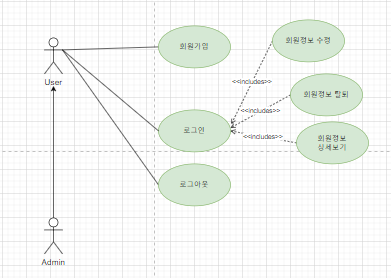 회원가입
회원정보 수령
<<includes>>
회원정보 탈퇴
User
<<includes>>
로그인
<<includes>>
회원정보
상세보기
로그아웃
Admin